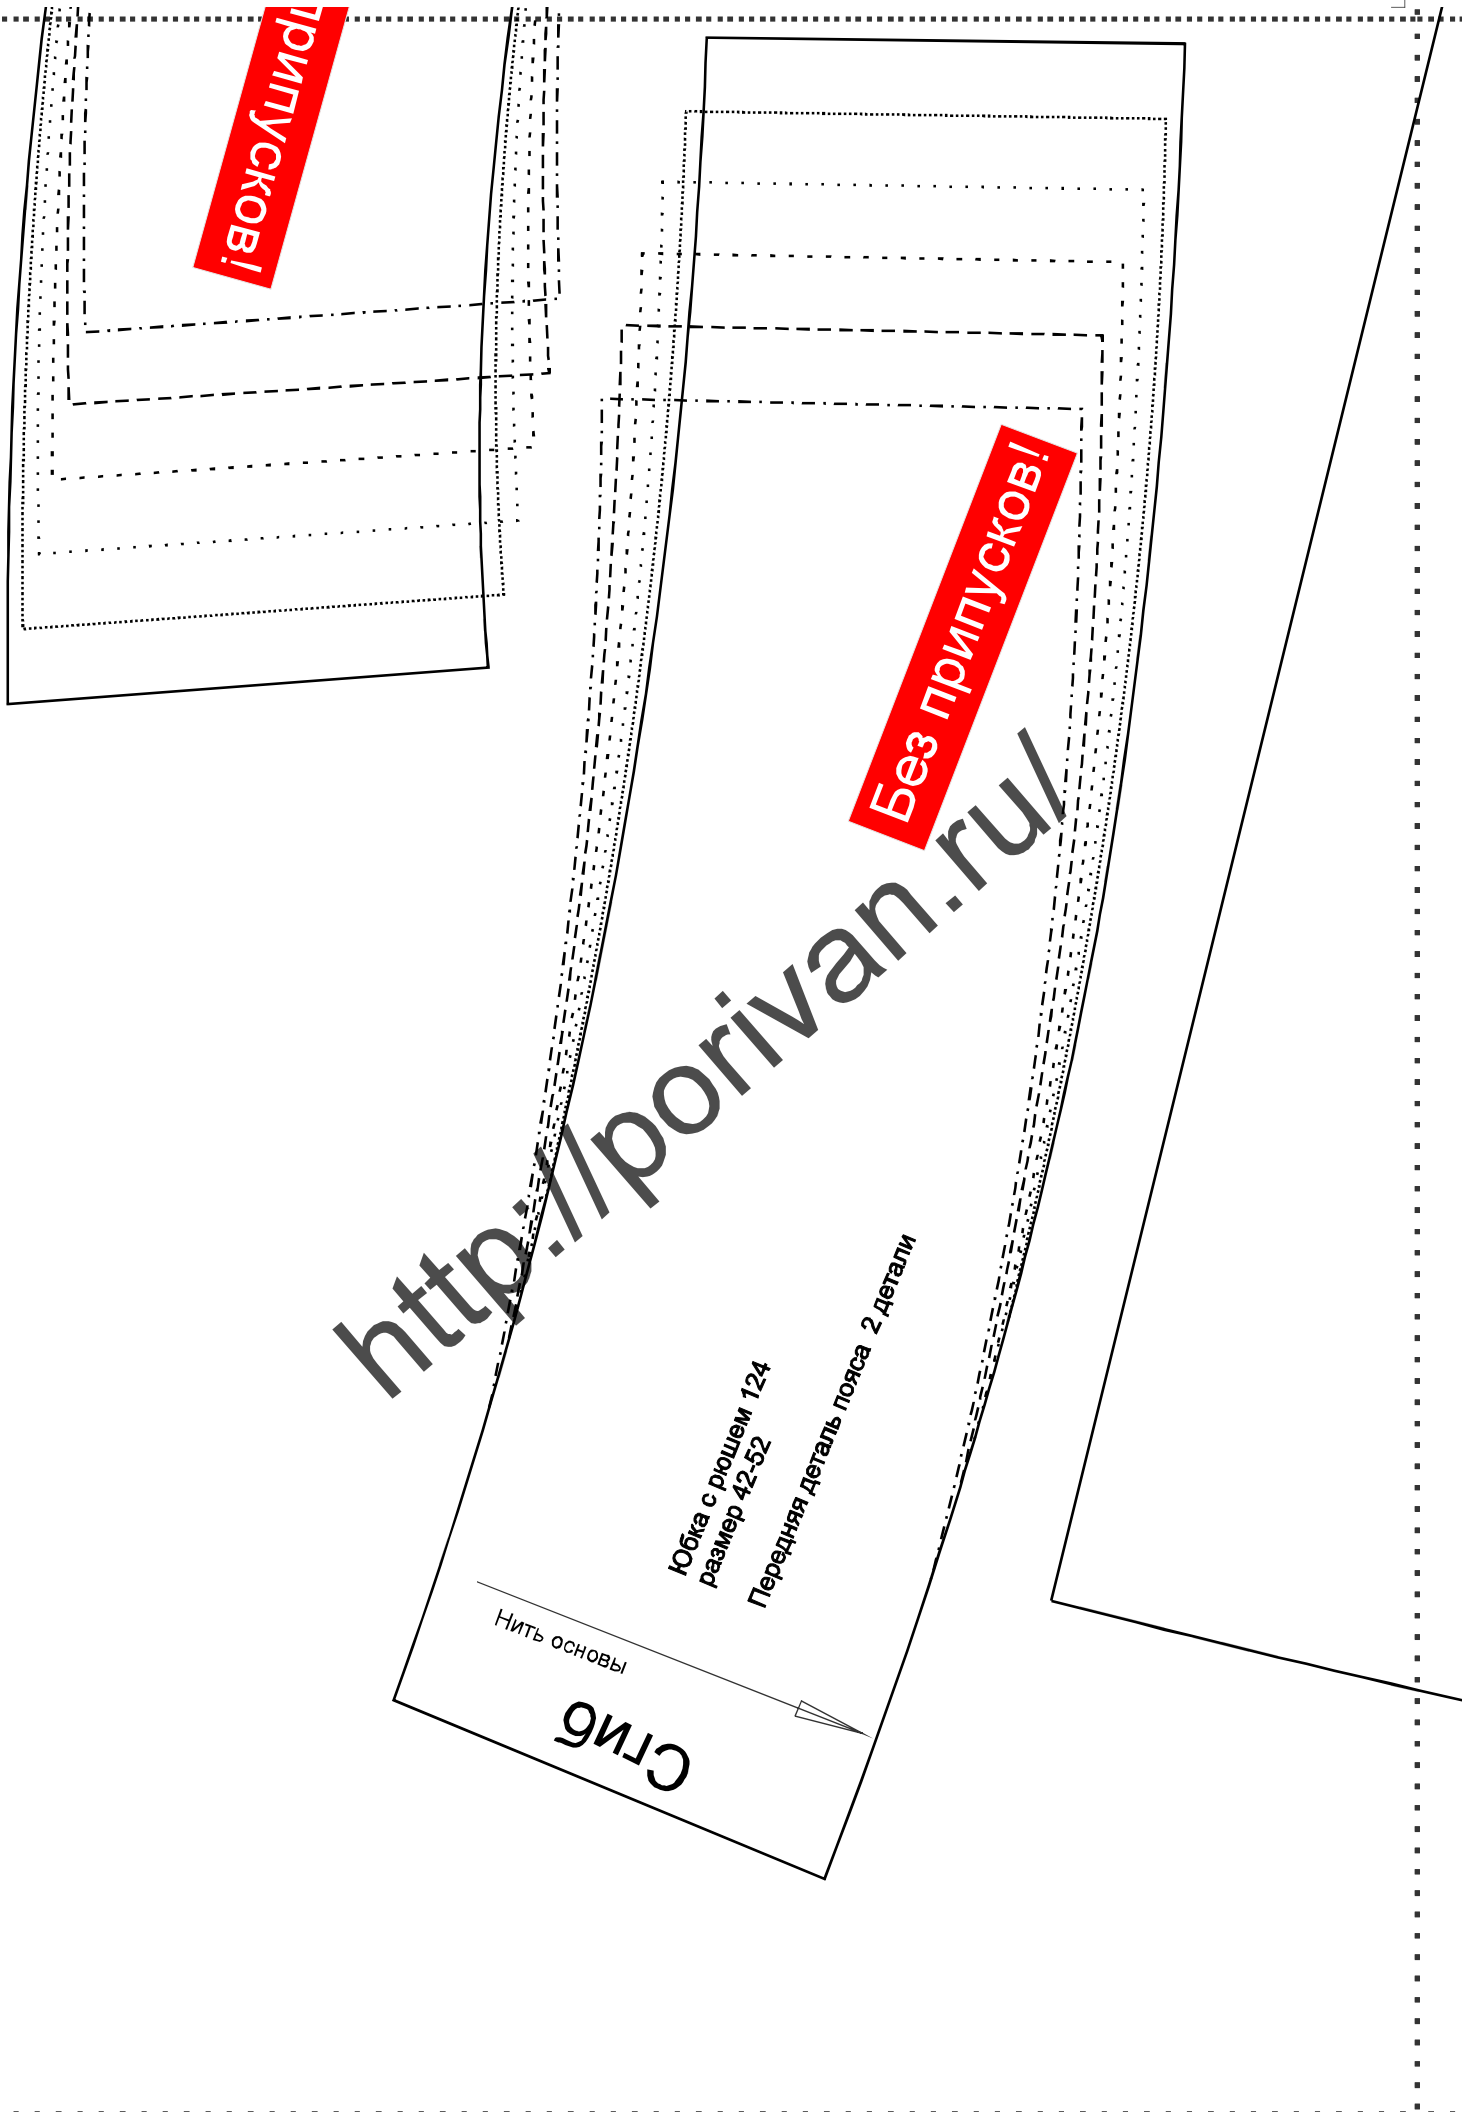 рипусков!
Без припусков!
http://porivan.ru/
Юбка с рюшем 124
размер 42-52
Передняя деталь пояса 2 детали
Нить основы
Сгиб